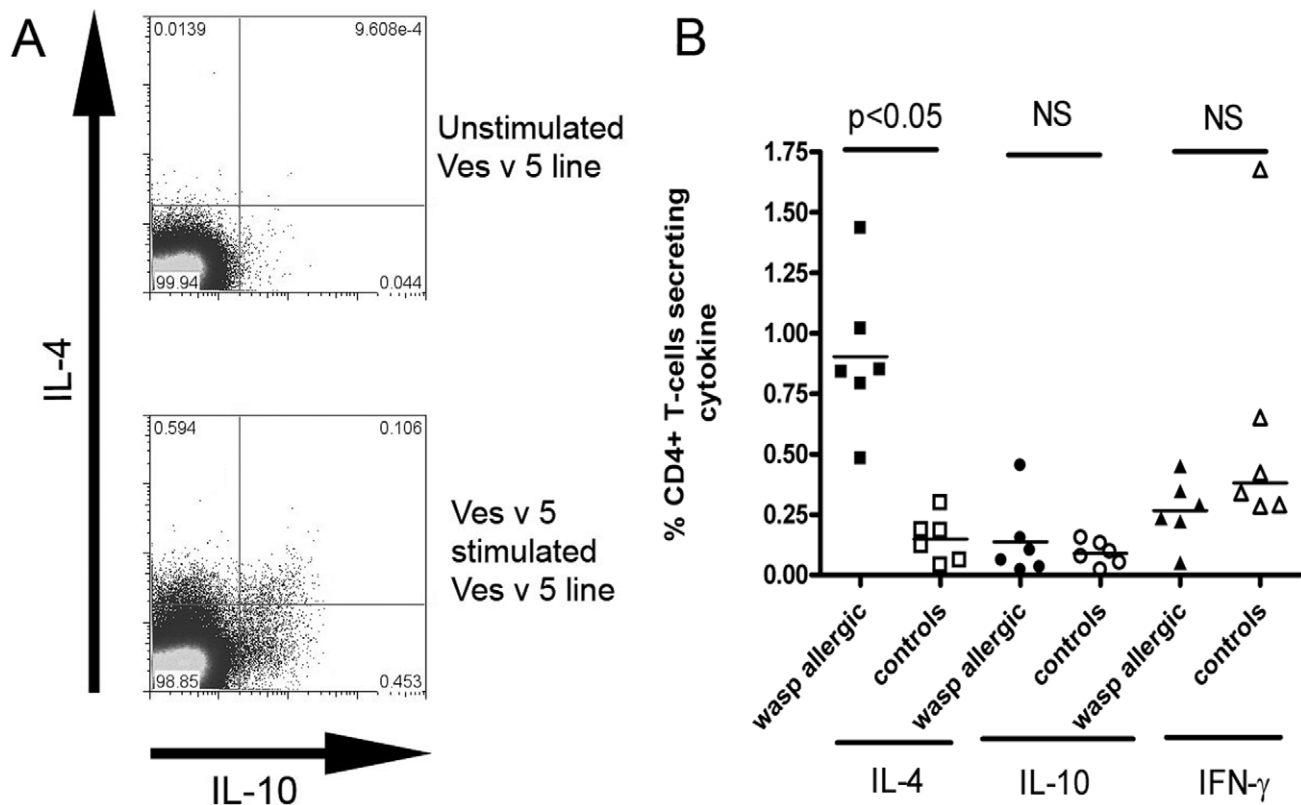 A
IL-4
0.0139 9.608e-4
99.94 0.044
Unstimulated
Ves v 5 line
0.594 0.106
98.85 0.453
Ves v 5
stimulated
Ves v 5 line
IL-10
B
p<0.05 NS NS
% CD4+ T-cells secreting
cytokine
1.75
1.50
1.25
1.00
0.75
0.50
0.25
0.00
wasp allergic
controls
wasp allergic
controls
wasp allergic
controls
IL-4 IL-10 IFN-γ